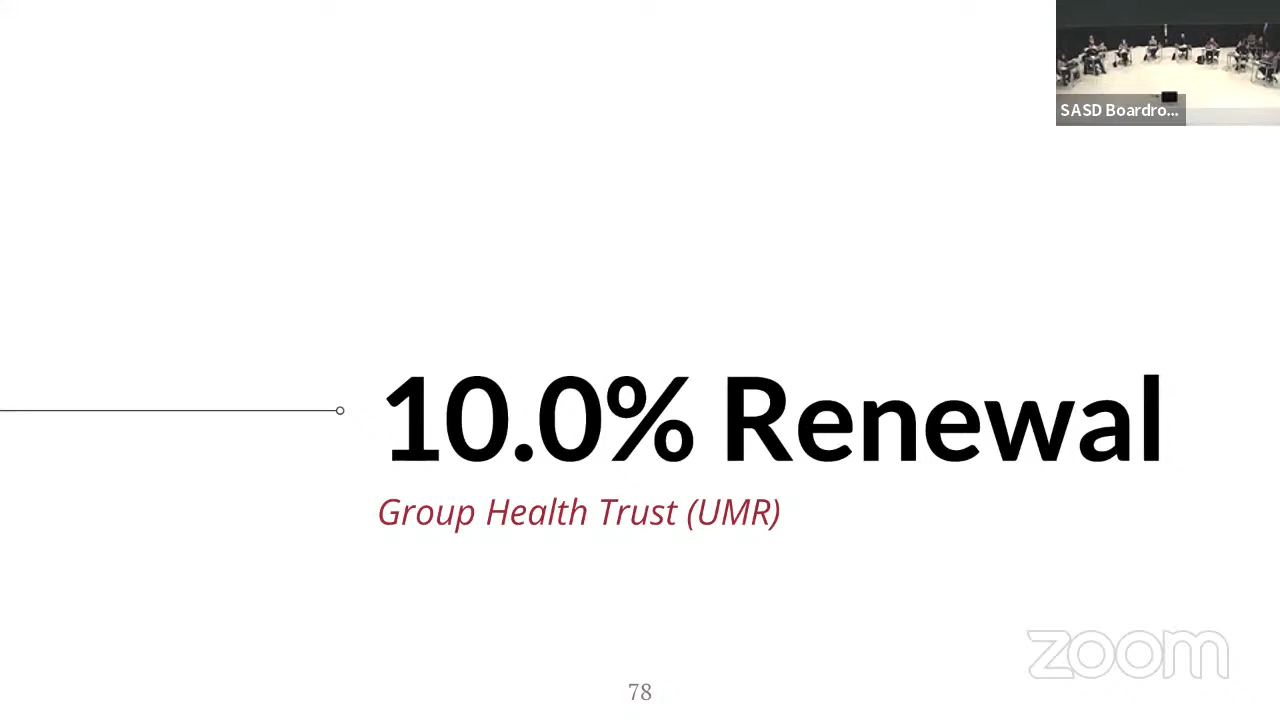 SASD Boardro...
10.0% Renewal
Group Health Trust (UMR)
zoom
78